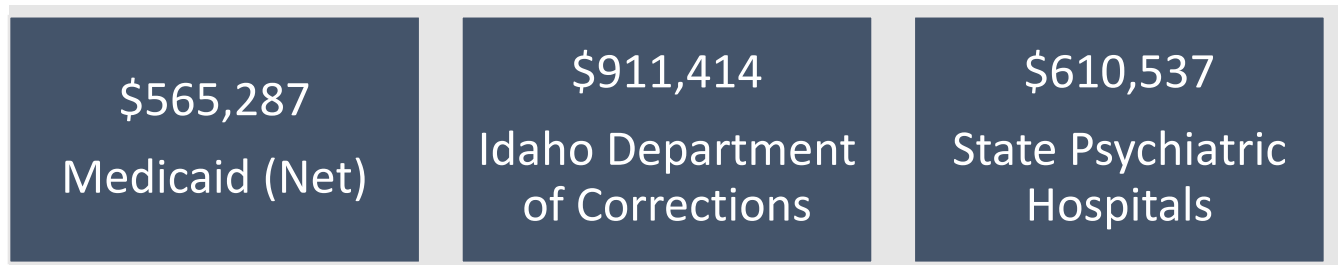 $565,287
Medicaid (Net)
$911,414
Idaho Department
of Corrections
$610,537
State Psychiatric
Hospitals